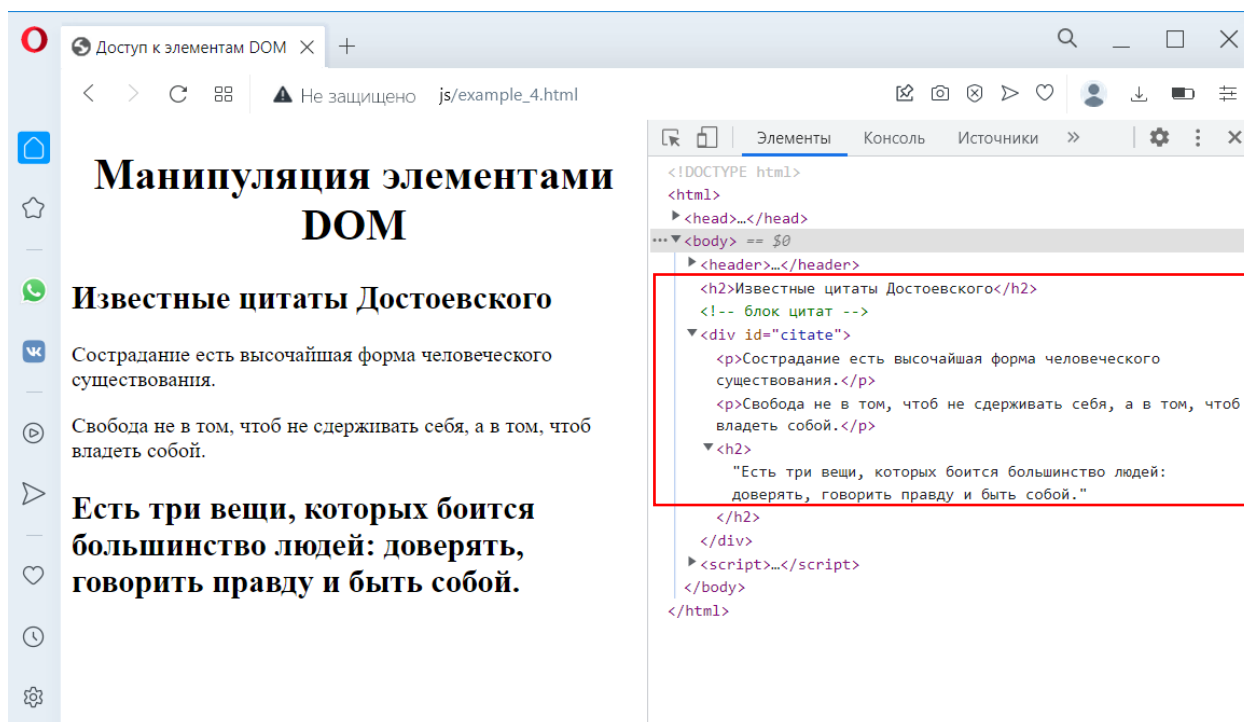 Доступ к элементам DOM
Не защищено js/example_4.html
Манипуляция элементами
DOM
Известные цитаты Достоевского
Сострадание есть высочайшая форма человеческого
существования.
Свобода не в том, чтоб не сдерживать себя, а в том, чтоб
владеть собой.
Есть три вещи, которых боится
большинство людей: доверять,
говорить правду и быть собой.
Элементы Консоль Источники »
<!DOCTYPE html>
<html>
<head>…</head>
<body> == $0
<header>…</header>
<h2>Известные цитаты Достоевского</h2>
<!-- блок цитат -->
<div id="citate">
<p>Сострадание есть высочайшая форма человеческого
существования.</p>
<p>Свобода не в том, чтоб не сдерживать себя, а в том, чтоб
владеть собой.</p>
<h2>
"Есть три вещи, которых боится большинство людей:
доверять, говорить правду и быть собой."
</h2>
</div>
<script>…</script>
</body>
</html>